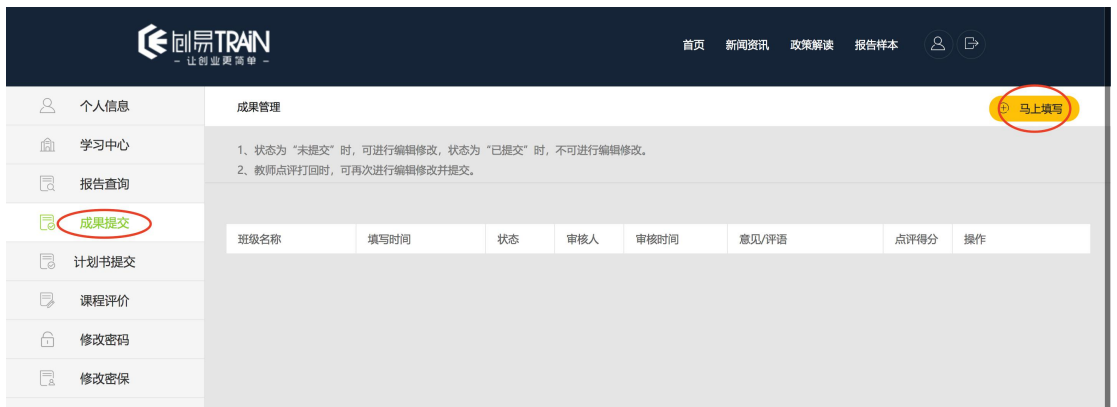 创易TRAIN
– 让创业更简单 –
首页 新闻资讯 政策解读 报告样本
个人信息
学习中心
报告查询
成果提交
计划书提交
课程评价
修改密码
修改密保
成果管理
马上填写
1、状态为“未提交”时，可进行编辑修改，状态为“已提交”时，不可进行编辑修改。
2、教师点评打回时，可再次进行编辑修改并提交。
班级名称 填写时间 状态 审核人 审核时间 意见/评语 点评得分 操作